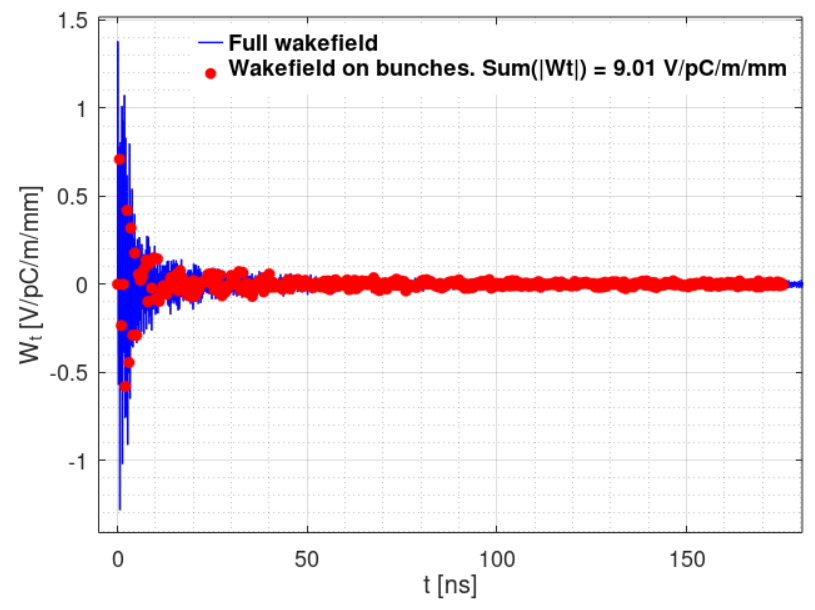 1.5
1
0.5
0
-0.5
-1
Wt [V/pC/m/mm]
Full wakefield
Wakefield on bunches. Sum(|Wt|) = 9.01 V/pC/m/mm
0 50 100 150
t [ns]